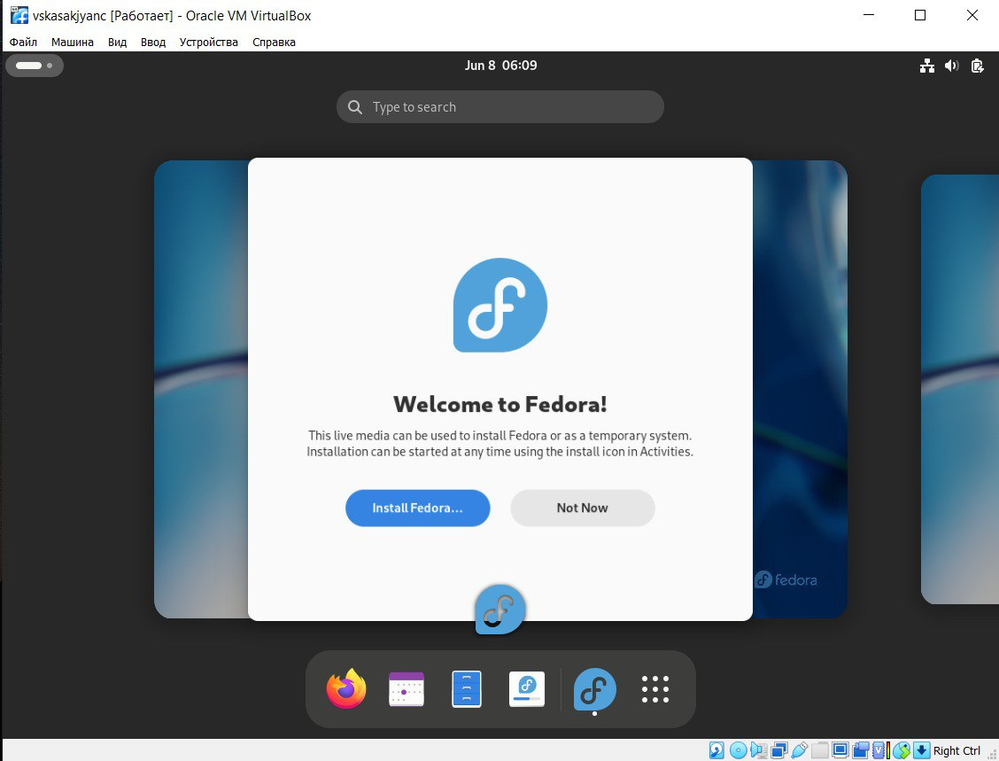 vskasakjyanc [Работает] - Oracle VM VirtualBox
Файл Машина Вид Ввод Устройства Справка
Jun 8 06:09
Type to search
Welcome to Fedora!
This live media can be used to install Fedora or as a temporary system.
Installation can be started at any time using the install icon in Activities.
Install Fedora... Not Now
fedora
Right Ctrl